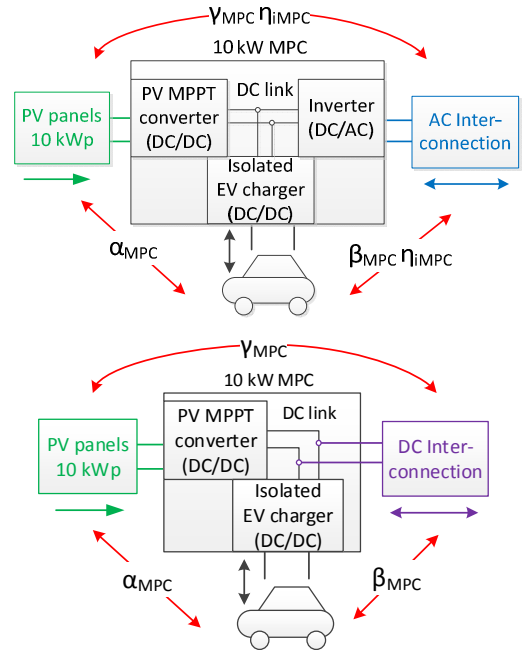 γMPC ηiMPC
10 kW MPC
PV panels
10 kWp
PV MPPT
converter
(DC/DC)
DC link
Inverter
(DC/AC)
AC Inter-
connection
Isolated
EV charger
(DC/DC)
αMPC
βMPC ηiMPC
γMPC
10 kW MPC
PV panels
10 kWp
PV MPPT
converter
(DC/DC)
DC link
DC Inter-
connection
Isolated
EV charger
(DC/DC)
αMPC
βMPC